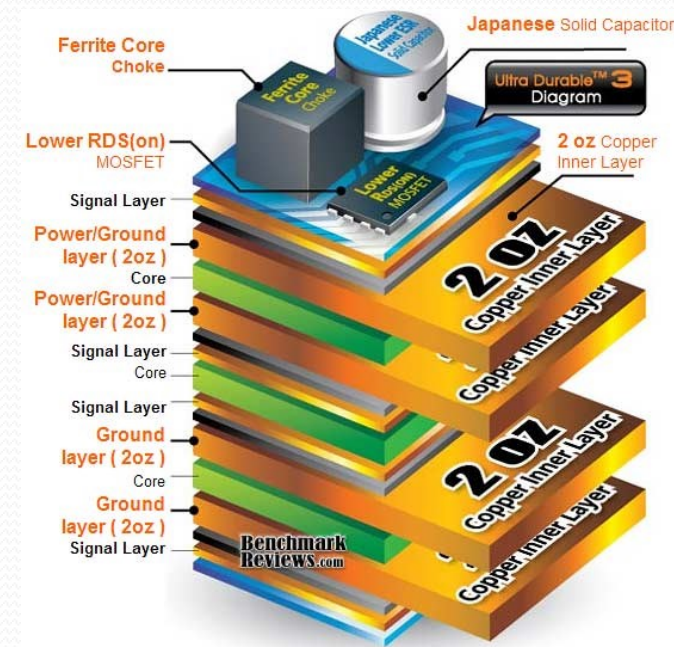 Japanese Solid Capacitor
Ferrite Core
Choke
Japanese
Lower ESR
Solid Capacitor
Ferrite
Core
Choke
Ultra Durable™ 3
Diagram
Lower RDS(on)
MOSFET
Lower
RDS(ON)
MOSFET
2 oz Copper
Inner Layer
Signal Layer
Power/Ground
layer ( 2oz )
2 OZ
Copper Inner Layer
Core
Power/Ground
layer ( 2oz )
Copper Inner Layer
Signal Layer
Core
Signal Layer
Ground
layer ( 2oz )
2 OZ
Copper Inner Layer
Core
Ground
layer ( 2oz )
Copper Inner Layer
Signal Layer
Benchmark
Reviews.com